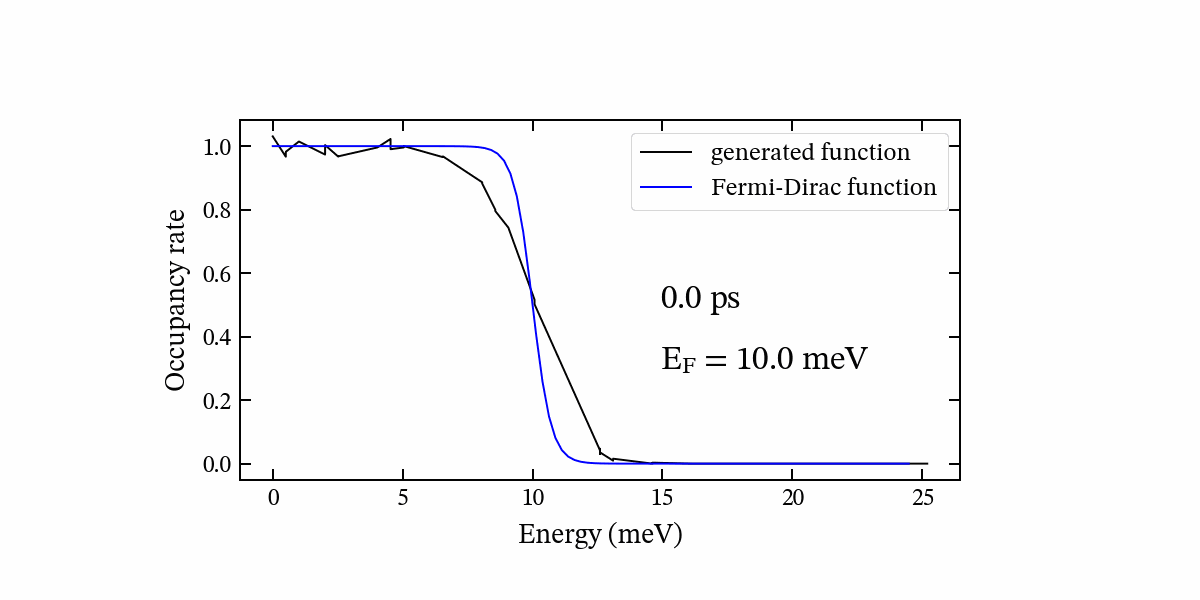 generated function
Fermi-Dirac function
0.0 ps
E_F = 10.0 meV
Occupancy rate
1.0
0.8
0.6
0.4
0.2
0.0
0 5 10 15 20 25
Energy (meV)